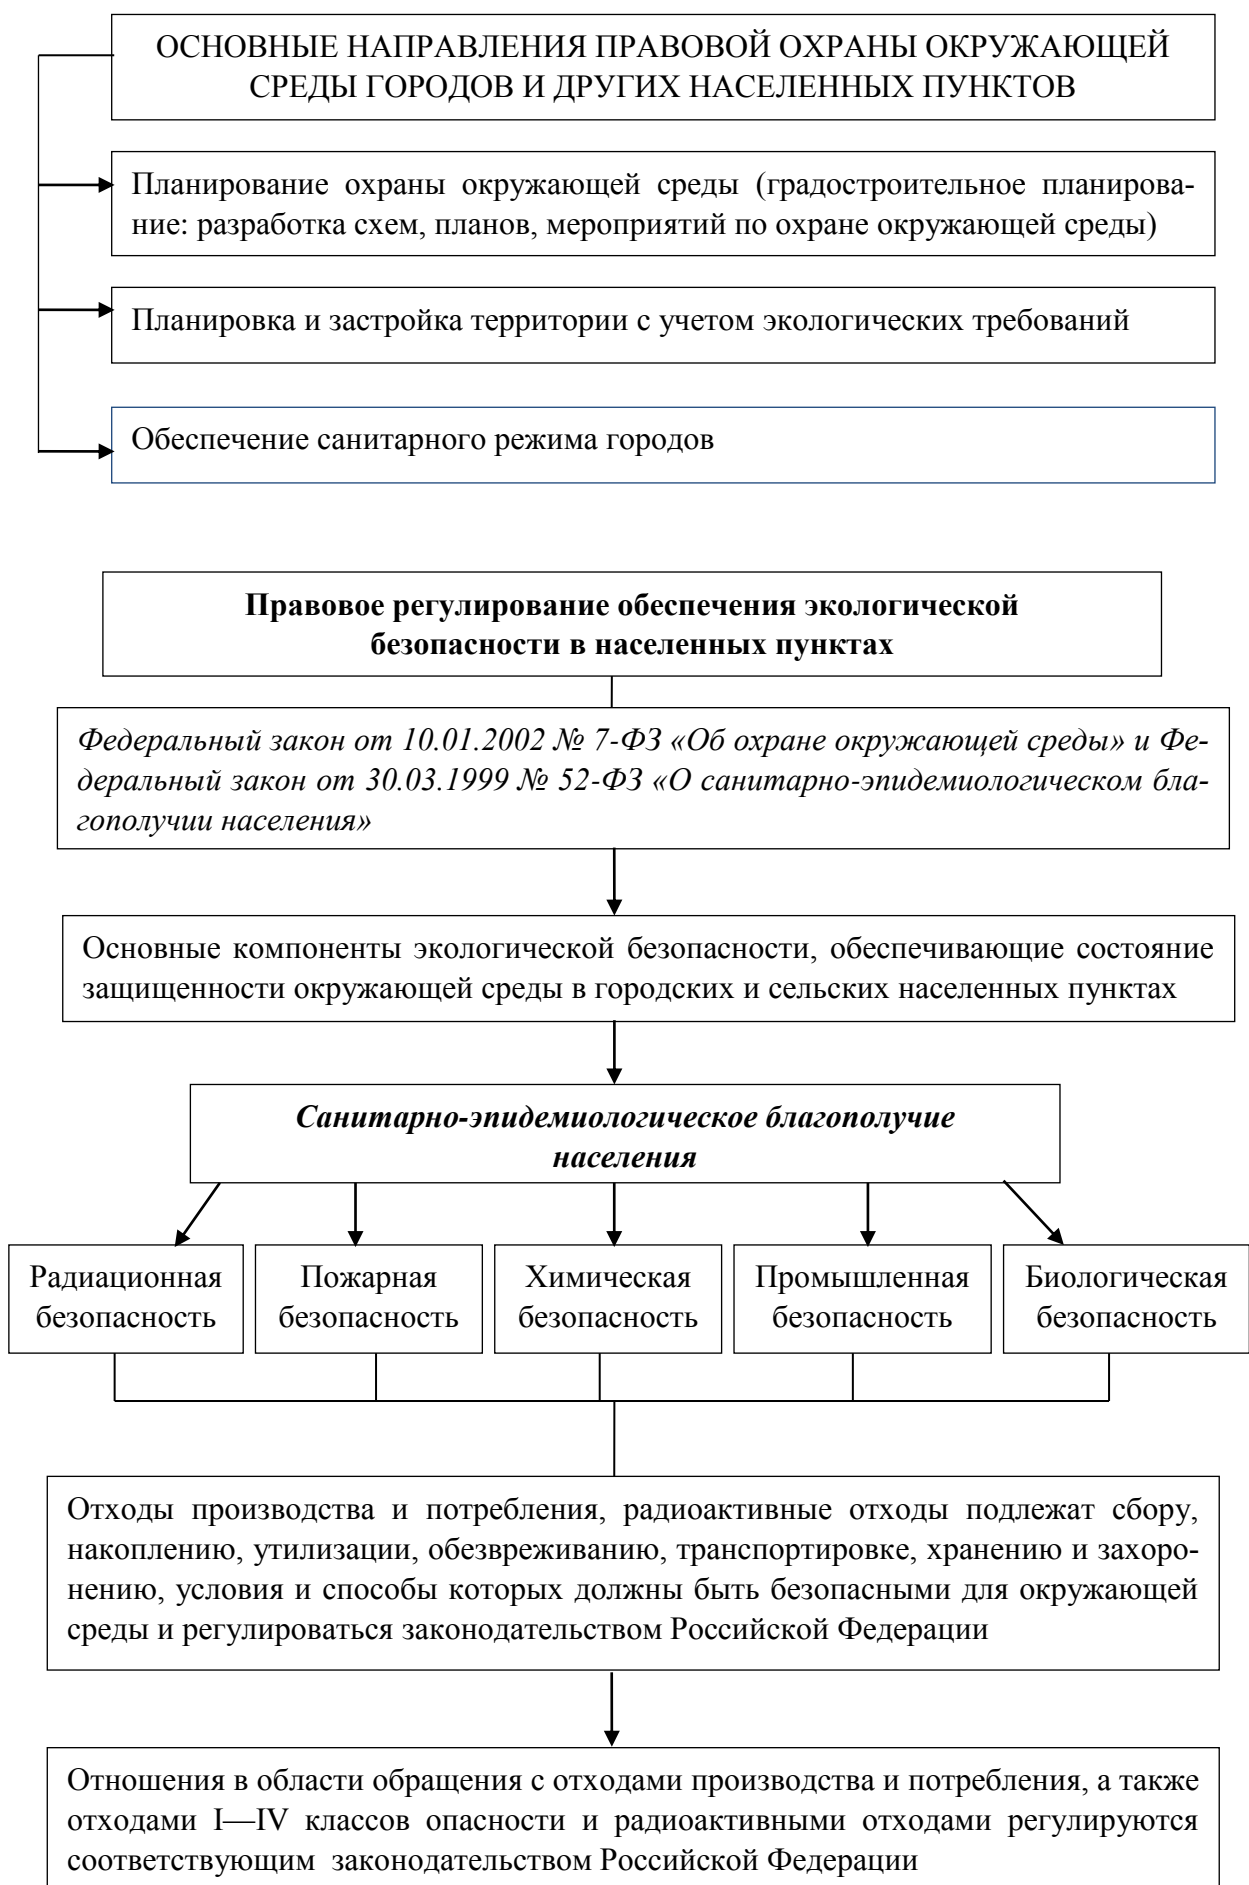 ОСНОВНЫЕ НАПРАВЛЕНИЯ ПРАВОВОЙ ОХРАНЫ ОКРУЖАЮЩЕЙ
СРЕДЫ ГОРОДОВ И ДРУГИХ НАСЕЛЕННЫХ ПУНКТОВ
Планирование охраны окружающей среды (градостроительное планирова-
ние: разработка схем, планов, мероприятий по охране окружающей среды)
Планировка и застройка территории с учетом экологических требований
Обеспечение санитарного режима городов
Правовое регулирование обеспечения экологической
безопасности в населенных пунктах
Федеральный закон от 10.01.2002 № 7-ФЗ «Об охране окружающей среды» и Фе-
деральный закон от 30.03.1999 № 52-ФЗ «О санитарно-эпидемиологическом бла-
гополучии населения»
Основные компоненты экологической безопасности, обеспечивающие состояние
защищенности окружающей среды в городских и сельских населенных пунктах
Санитарно-эпидемиологическое благополучие
населения
Радиационная
безопасность
Пожарная
безопасность
Химическая
безопасность
Промышленная
безопасность
Биологическая
безопасность
Отходы производства и потребления, радиоактивные отходы подлежат сбору,
накоплению, утилизации, обезвреживанию, транспортировке, хранению и захоро-
нению, условия и способы которых должны быть безопасными для окружающей
среды и регулироваться законодательством Российской Федерации
Отношения в области обращения с отходами производства и потребления, а также
отходами I—IV классов опасности и радиоактивными отходами регулируются
соответствующим законодательством Российской Федерации